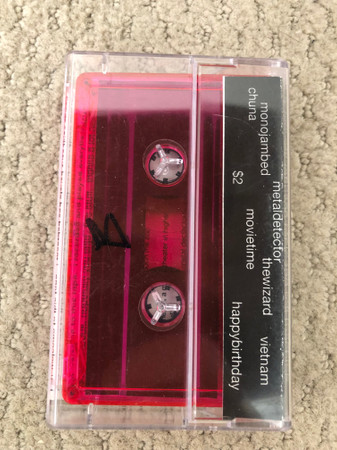 monojambed metaldetector thewizard vietnam
chuna $2 movietime happybirthday
A